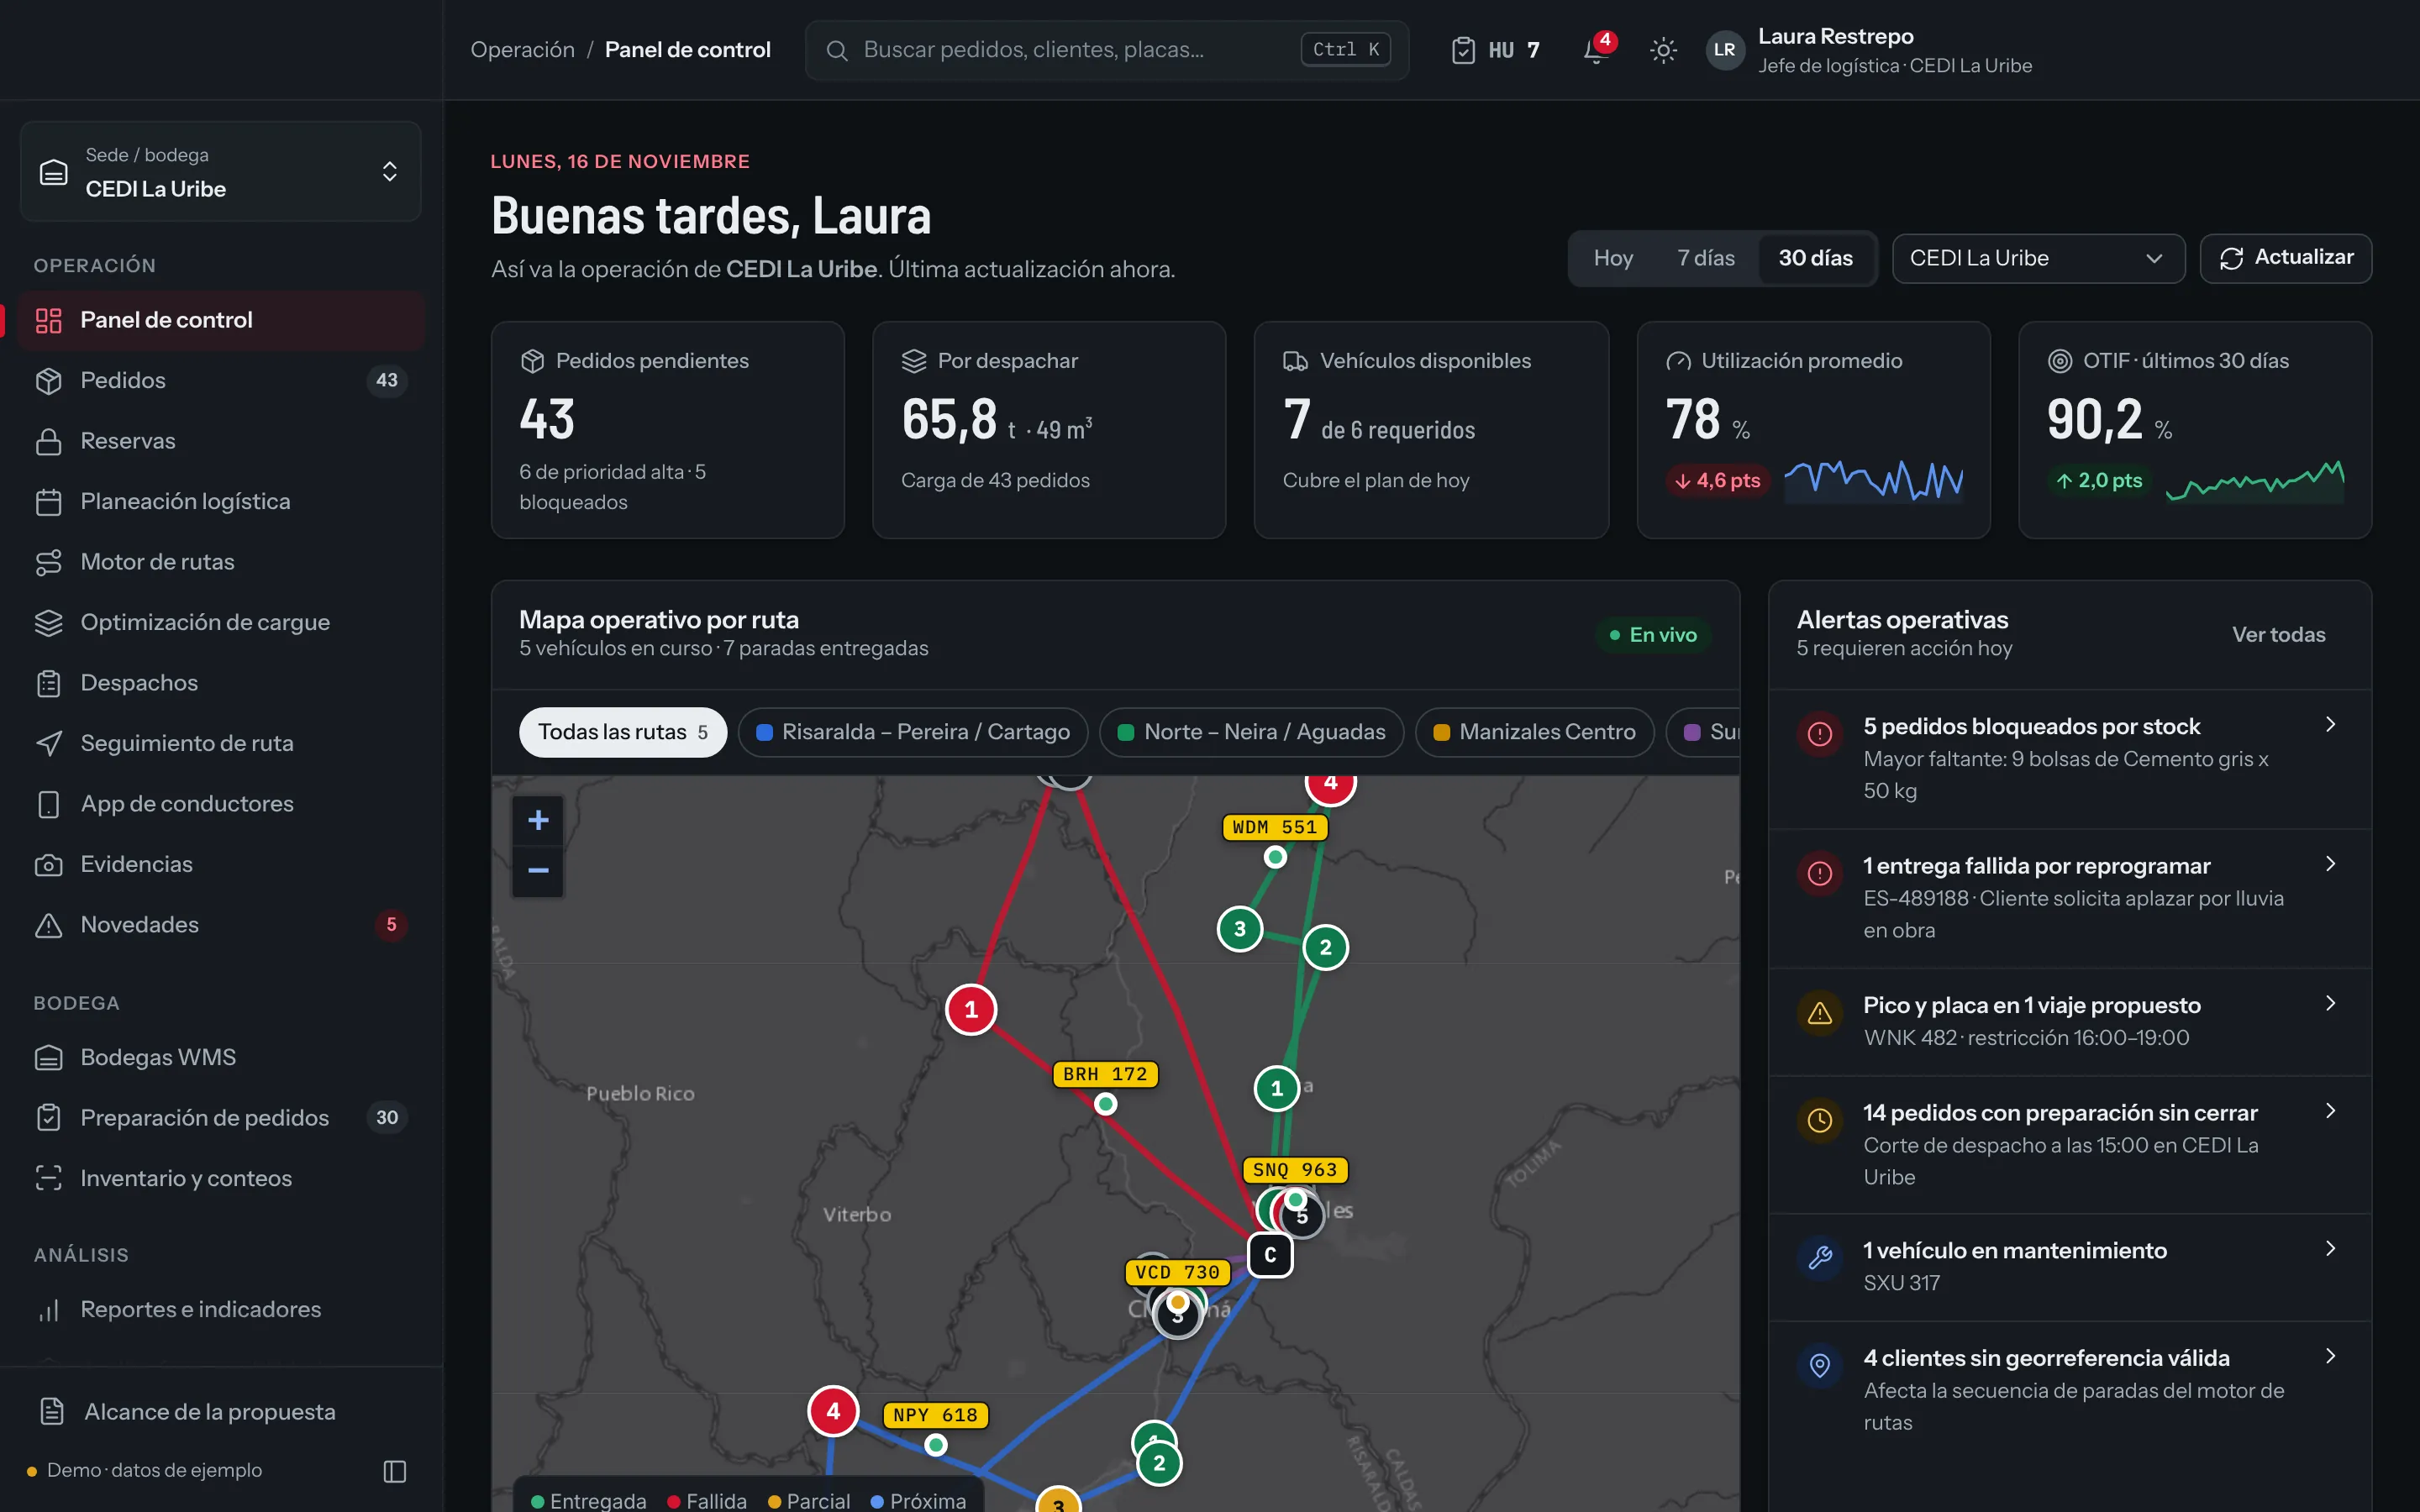 Operación / Panel de control
Buscar pedidos, clientes, placas...
Ctrl K
HU 7
4
LR
Laura Restrepo
Jefe de logística · CEDI La Uribe
Sede / bodega
CEDI La Uribe
OPERACIÓN
Panel de control
Pedidos 43
Reservas
Planeación logística
Motor de rutas
Optimización de cargue
Despachos
Seguimiento de ruta
App de conductores
Evidencias
Novedades 5
BODEGA
Bodegas WMS
Preparación de pedidos 30
Inventario y conteos
ANÁLISIS
Reportes e indicadores
Alcance de la propuesta
Demo · datos de ejemplo
LUNES, 16 DE NOVIEMBRE
Buenas tardes, Laura
Así va la operación de CEDI La Uribe. Última actualización ahora.
Hoy
7 días
30 días
CEDI La Uribe
Actualizar
Pedidos pendientes
43
6 de prioridad alta · 5
bloqueados
Por despachar
65,8 t · 49 m³
Carga de 43 pedidos
Vehículos disponibles
7 de 6 requeridos
Cubre el plan de hoy
Utilización promedio
78 %
↓ 4,6 pts
OTIF · últimos 30 días
90,2 %
↑ 2,0 pts
Mapa operativo por ruta
5 vehículos en curso · 7 paradas entregadas
En vivo
Todas las rutas 5
Risaralda – Pereira / Cartago
Norte – Neira / Aguadas
Manizales Centro
Sur
+
−
4
WDM 551
3
2
1
BRH 172
1
Pueblo Rico
SNQ 963
5
les
Viterbo
TOLIMA
C
VCD 730
3
4
NPY 618
2
3
RISARALD
CALDAS
Entregada
Fallida
Parcial
Próxima
Alertas operativas
5 requieren acción hoy
Ver todas
5 pedidos bloqueados por stock
Mayor faltante: 9 bolsas de Cemento gris x
50 kg
1 entrega fallida por reprogramar
ES-489188 · Cliente solicita aplazar por lluvia
en obra
Pico y placa en 1 viaje propuesto
WNK 482 · restricción 16:00–19:00
14 pedidos con preparación sin cerrar
Corte de despacho a las 15:00 en CEDI La
Uribe
1 vehículo en mantenimiento
SXU 317
4 clientes sin georreferencia válida
Afecta la secuencia de paradas del motor de
rutas